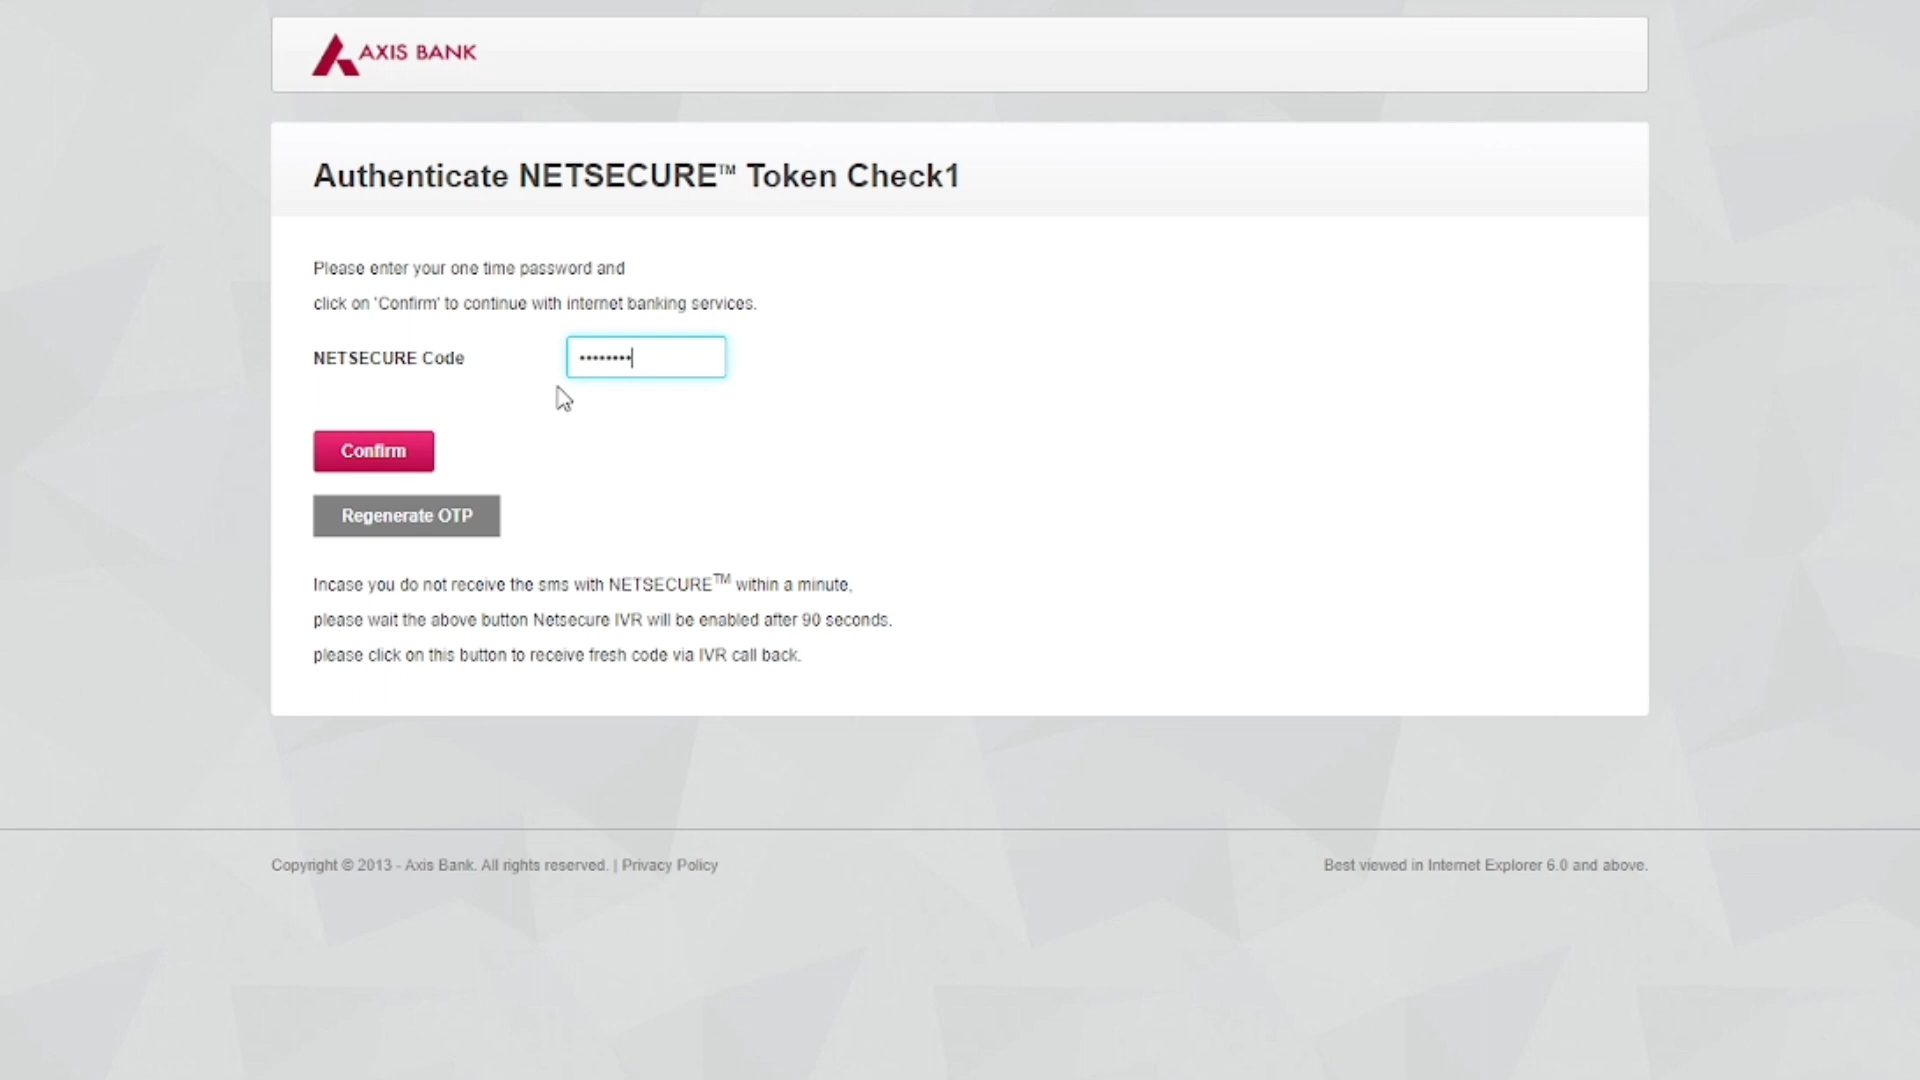 AXIS BANK
Authenticate NETSECURE™ Token Check1
Please enter your one time password and
click on 'Confirm' to continue with internet banking services.
NETSECURE Code ••••••••
Confirm
Regenerate OTP
Incase you do not receive the sms with NETSECURE™ within a minute,
please wait the above button Netsecure IVR will be enabled after 90 seconds.
please click on this button to receive fresh code via IVR call back.
Copyright © 2013 - Axis Bank. All rights reserved. | Privacy Policy
Best viewed in Internet Explorer 6.0 and above.